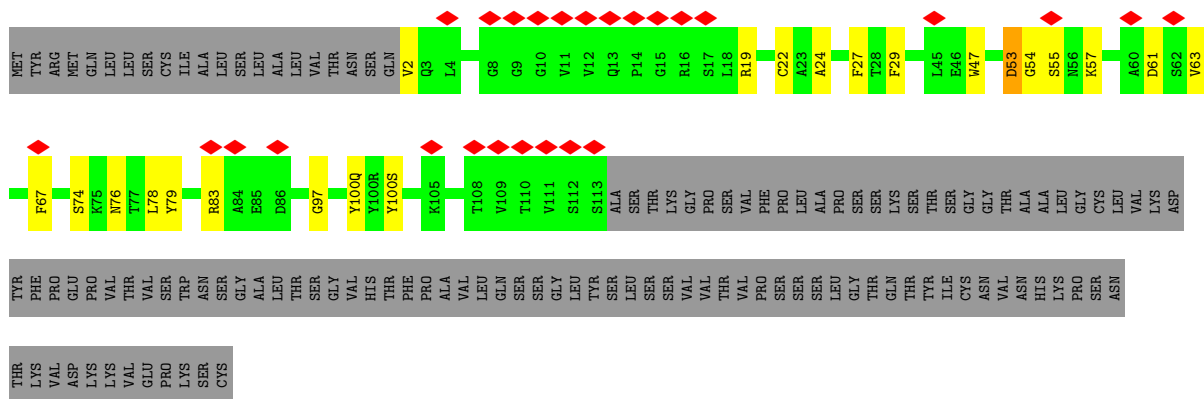 MET TYR ARG MET GLN LEU LEU SER CYS ILE ALA LEU SER LEU ALA LEU VAL THR ASN SER GLN V2 Q3 L4 G8 G9 G10 V11 V12 Q13 P14 G15 R16 S17 L18 R19 C22 A23 A24 F27 T28 F29 L45 E46 W47 D53 G54 S55 N56 K57 A60 D61 S62 V63
F67 S74 K75 N76 T77 L78 Y79 R83 A84 E85 D86 G97 Y100Q Y100R Y100S K105 T108 V109 T110 V111 S112 S113 ALA SER THR LYS GLY PRO SER VAL PHE PRO LEU ALA PRO SER SER LYS SER THR SER GLY GLY THR ALA ALA LEU GLY CYS LEU VAL LYS ASP
TYR PHE PRO GLU PRO VAL THR VAL SER TRP ASN SER GLY ALA LEU THR SER GLY VAL HIS THR PHE PRO ALA VAL LEU GLN SER SER GLY LEU TYR SER LEU SER SER VAL VAL THR VAL PRO SER SER SER LEU GLY THR GLN THR TYR ILE CYS ASN VAL ASN HIS LYS PRO SER ASN
THR LYS VAL ASP LYS LYS VAL GLU PRO LYS SER CYS